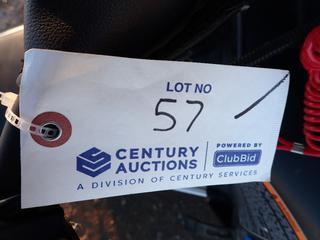 LOT NO
57
CENTURY
AUCTIONS
POWERED BY
ClubBid
A DIVISION OF CENTURY SERVICES